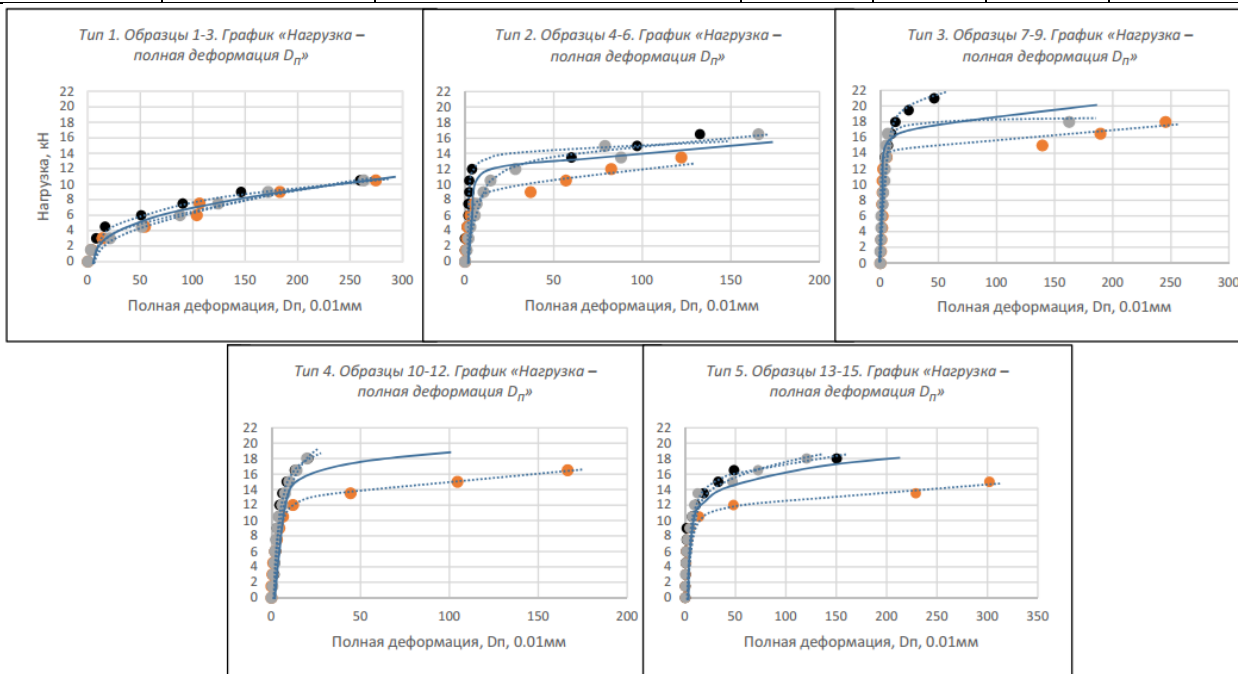 Тип 1. Образцы 1-3. График «Нагрузка –
полная деформация Dп»
Нагрузка, кН
22
20
18
16
14
12
10
8
6
4
2
0
0 50 100 150 200 250 300
Полная деформация, Dп, 0.01мм
Тип 2. Образцы 4-6. График «Нагрузка –
полная деформация Dп»
22
20
18
16
14
12
10
8
6
4
2
0
0 50 100 150 200
Полная деформация, Dп, 0.01мм
Тип 3. Образцы 7-9. График «Нагрузка –
полная деформация Dп»
22
20
18
16
14
12
10
8
6
4
2
0
0 50 100 150 200 250 300
Полная деформация, Dп, 0.01мм
Тип 4. Образцы 10-12. График «Нагрузка –
полная деформация Dп»
22
20
18
16
14
12
10
8
6
4
2
0
0 50 100 150 200
Полная деформация, Dп, 0.01мм
Тип 5. Образцы 13-15. График «Нагрузка –
полная деформация Dп»
22
20
18
16
14
12
10
8
6
4
2
0
0 50 100 150 200 250 300 350
Полная деформация, Dп, 0.01мм